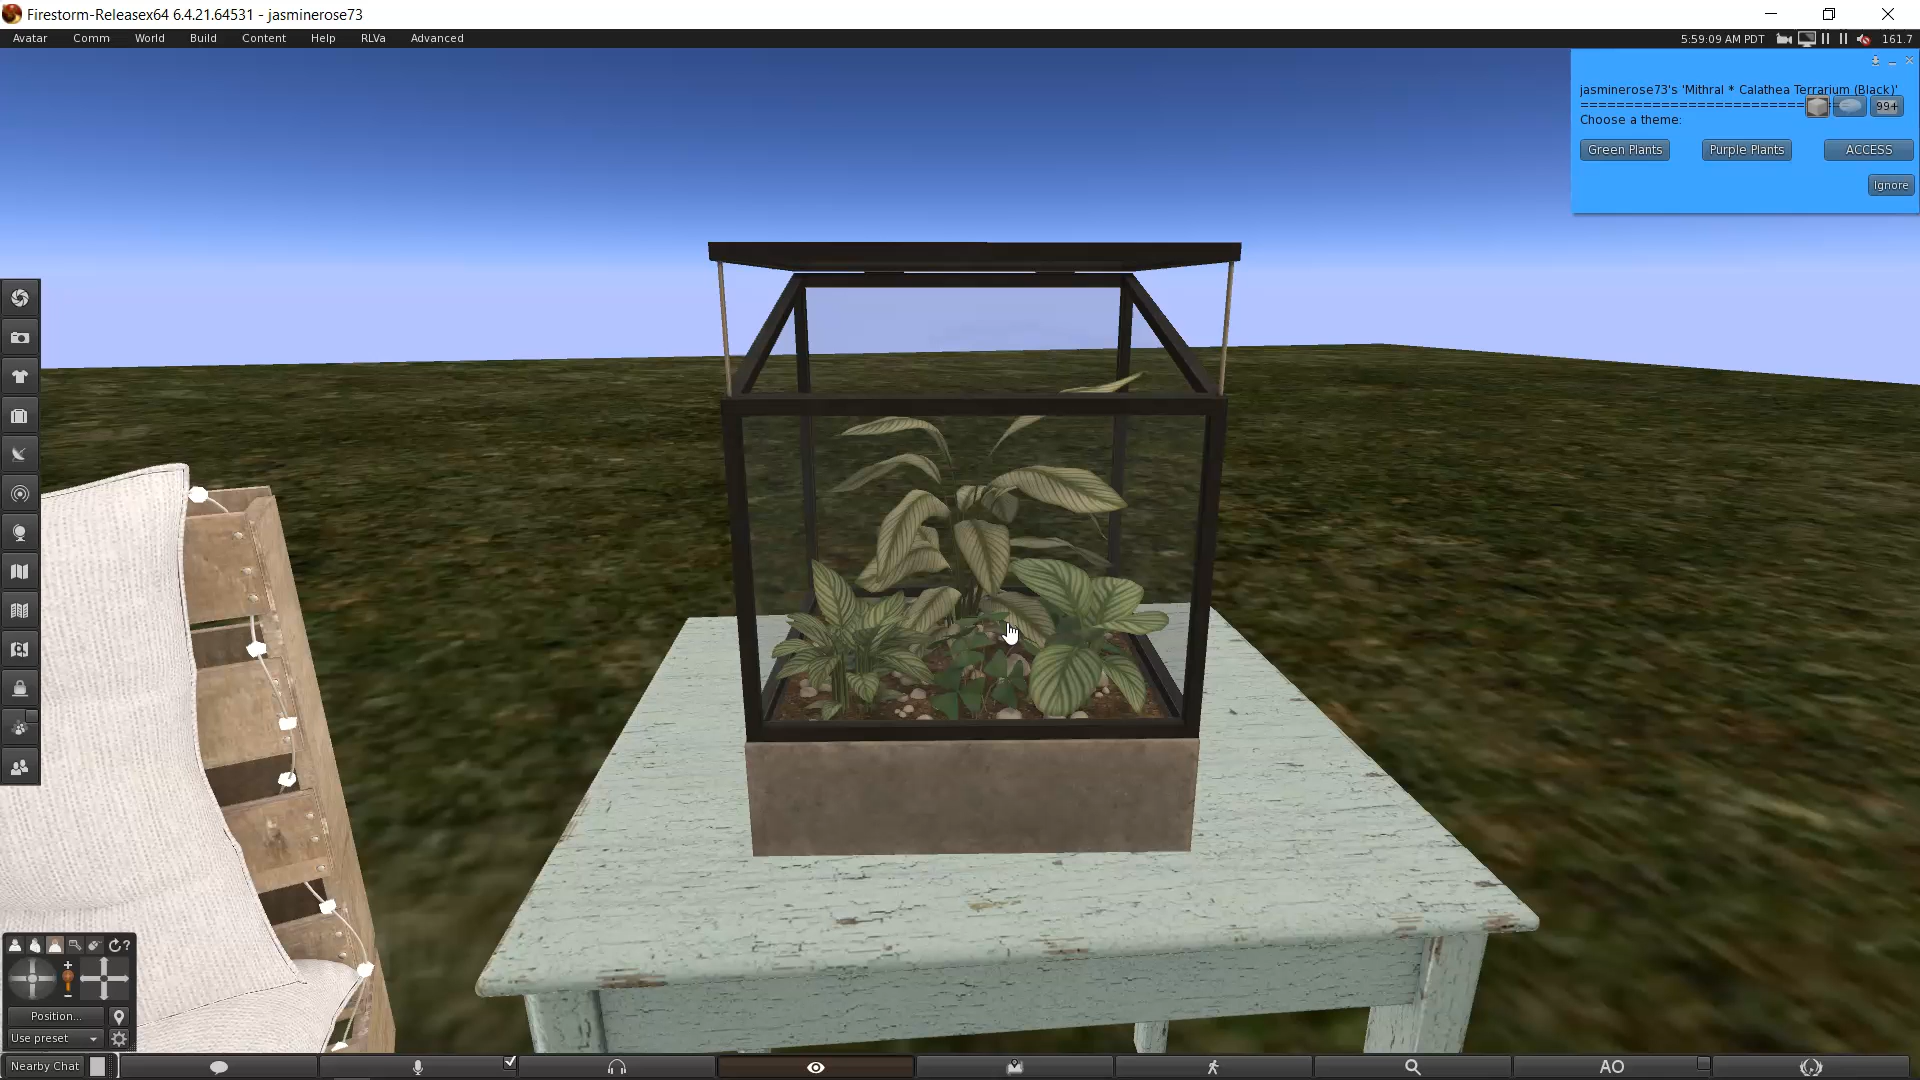 Firestorm-Releasex64 6.4.21.64531 - jasminerose73
Avatar Comm World Build Content Help RLVa Advanced
5:59:09 AM PDT 161.7
jasminerose73's 'Mithral * Calathea Terrarium (Black)'
99+
Choose a theme:
Green Plants Purple Plants ACCESS
Ignore
Position...
Use preset
Nearby Chat
AO